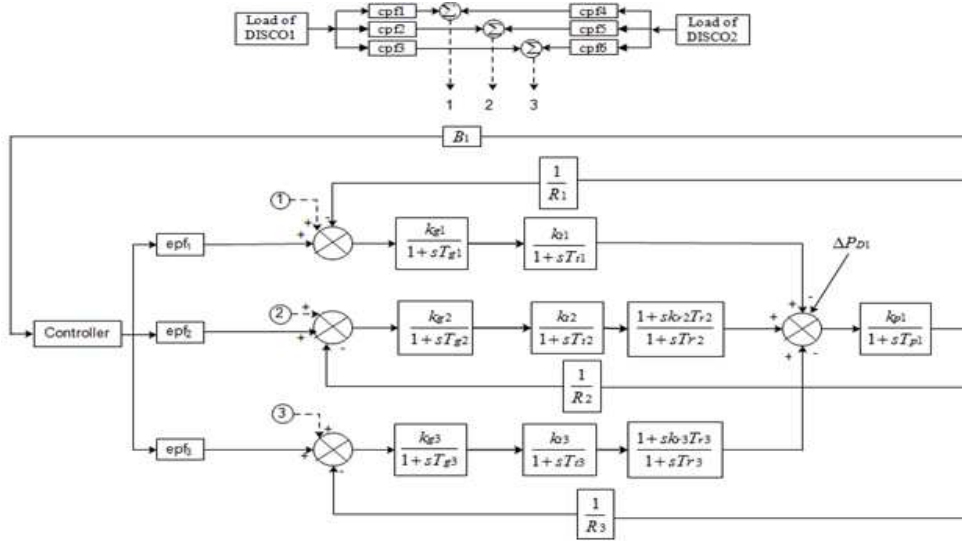 Load of DISCO1
cpf1
cpf2
cpf3
cpf4
cpf5
cpf6
Load of DISCO2
Σ
Σ
Σ
1 2 3
B1
1/R1
1
- + +
epf1
kg1/1+sTg1
kt1/1+sTt1
ΔPD1
2
+ + -
Controller
epf2
kg2/1+sTg2
kt2/1+sTt2
1+skr2Tr2/1+sTr2
+ - + + -
kp1/1+sTp1
1/R2
3
+ + -
epf3
kg3/1+sTg3
kt3/1+sTt3
1+skr3Tr3/1+sTr3
1/R3